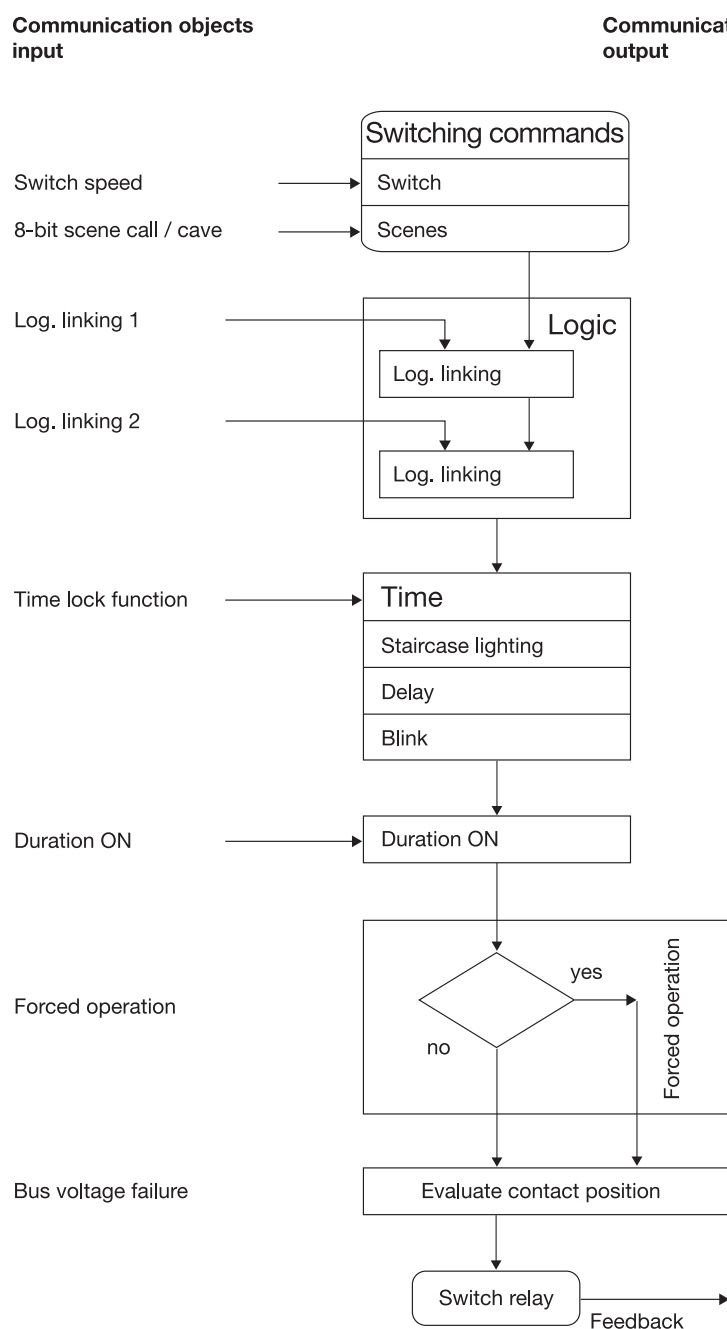 Communication objects
input
Communicat
output
Switching commands
Switch speed
Switch
8-bit scene call / cave
Scenes
Log. linking 1
Logic
Log. linking
Log. linking 2
Log. linking
Time lock function
Time
Staircase lighting
Delay
Blink
Duration ON
Duration ON
yes
Forced operation
no
Forced operation
Bus voltage failure
Evaluate contact position
Switch relay
Feedback